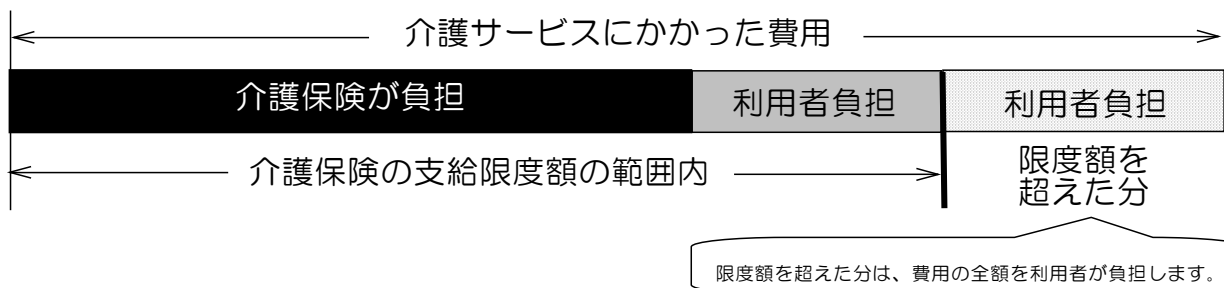 介護サービスにかかった費用
介護保険が負担
利用者負担
利用者負担
介護保険の支給限度額の範囲内
限度額を
超えた分
限度額を超えた分は、費用の全額を利用者が負担します。